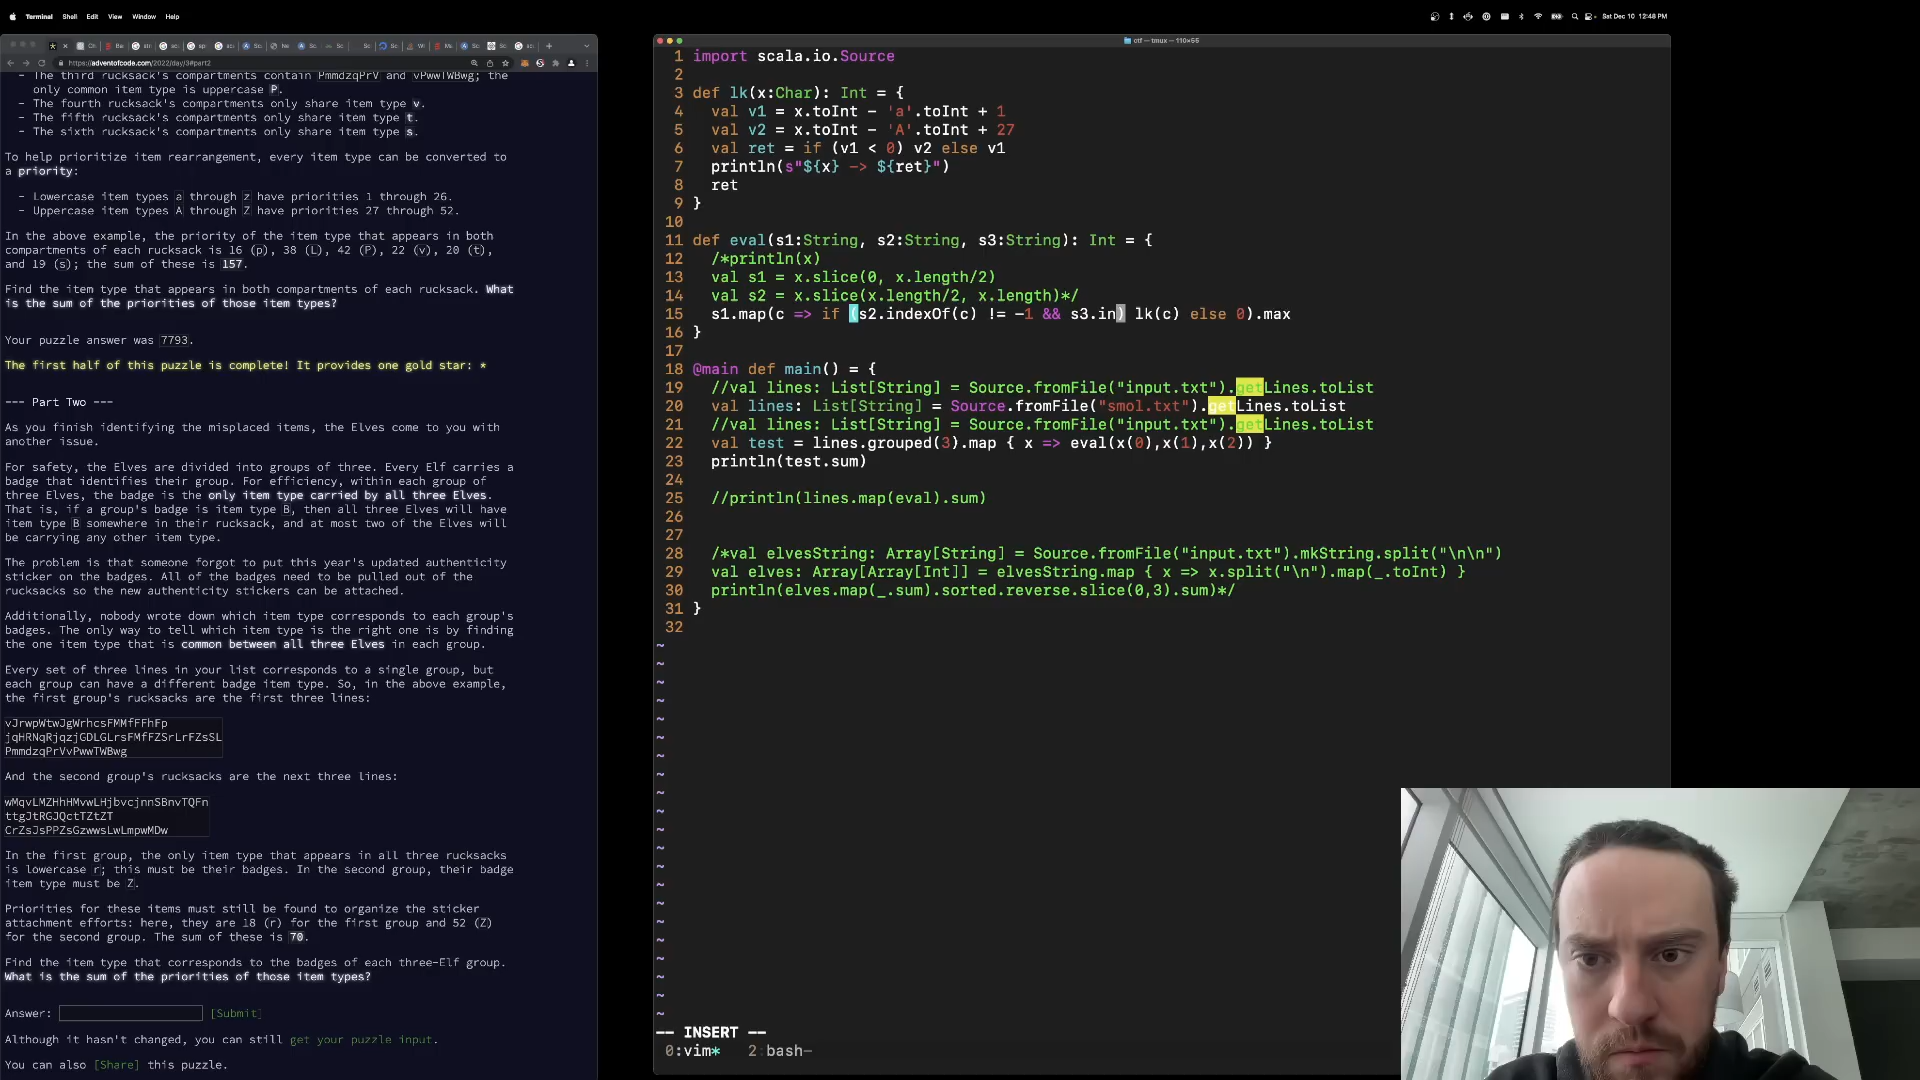 Terminal Shell Edit View Window Help
Sat Dec 10 12:48 PM
https://adventofcode.com/2022/day/3#part2
- The third rucksack's compartments contain PmmdzqPrV and vPwwTWBwg; the
only common item type is uppercase P.
- The fourth rucksack's compartments only share item type v.
- The fifth rucksack's compartments only share item type t.
- The sixth rucksack's compartments only share item type s.
To help prioritize item rearrangement, every item type can be converted to
a priority:
- Lowercase item types a through z have priorities 1 through 26.
- Uppercase item types A through Z have priorities 27 through 52.
In the above example, the priority of the item type that appears in both
compartments of each rucksack is 16 (p), 38 (L), 42 (P), 22 (v), 20 (t),
and 19 (s); the sum of these is 157.
Find the item type that appears in both compartments of each rucksack. What
is the sum of the priorities of those item types?
Your puzzle answer was 7793.
The first half of this puzzle is complete! It provides one gold star: *
--- Part Two ---
As you finish identifying the misplaced items, the Elves come to you with
another issue.
For safety, the Elves are divided into groups of three. Every Elf carries a
badge that identifies their group. For efficiency, within each group of
three Elves, the badge is the only item type carried by all three Elves.
That is, if a group's badge is item type B, then all three Elves will have
item type B somewhere in their rucksack, and at most two of the Elves will
be carrying any other item type.
The problem is that someone forgot to put this year's updated authenticity
sticker on the badges. All of the badges need to be pulled out of the
rucksacks so the new authenticity stickers can be attached.
Additionally, nobody wrote down which item type corresponds to each group's
badges. The only way to tell which item type is the right one is by finding
the one item type that is common between all three Elves in each group.
Every set of three lines in your list corresponds to a single group, but
each group can have a different badge item type. So, in the above example,
the first group's rucksacks are the first three lines:
vJrwpWtwJgWrhcsFMMfFFhFp
jqHRNqRjqzjGDLGLrsFMfFZSrLrFZsSL
PmmdzqPrVvPwwTWBwg
And the second group's rucksacks are the next three lines:
wMqvLMZHhHMvwLHjbvcjnnSBnvTQFn
ttgJtRGJQctTZtZT
CrZsJsPPZsGzwwsLwLmpwMDw
In the first group, the only item type that appears in all three rucksacks
is lowercase r; this must be their badges. In the second group, their badge
item type must be Z.
Priorities for these items must still be found to organize the sticker
attachment efforts: here, they are 18 (r) for the first group and 52 (Z)
for the second group. The sum of these is 70.
Find the item type that corresponds to the badges of each three-Elf group.
What is the sum of the priorities of those item types?
Answer: [Submit]
Although it hasn't changed, you can still get your puzzle input.
You can also [Share] this puzzle.
ctf — tmux — 110×55
1 import scala.io.Source
2
3 def lk(x:Char): Int = {
4 val v1 = x.toInt - 'a'.toInt + 1
5 val v2 = x.toInt - 'A'.toInt + 27
6 val ret = if (v1 < 0) v2 else v1
7 println(s"${x} -> ${ret}")
8 ret
9 }
10
11 def eval(s1:String, s2:String, s3:String): Int = {
12 /*println(x)
13 val s1 = x.slice(0, x.length/2)
14 val s2 = x.slice(x.length/2, x.length)*/
15 s1.map(c => if (s2.indexOf(c) != -1 && s3.in) lk(c) else 0).max
16 }
17
18 @main def main() = {
19 //val lines: List[String] = Source.fromFile("input.txt").getLines.toList
20 val lines: List[String] = Source.fromFile("smol.txt").getLines.toList
21 //val lines: List[String] = Source.fromFile("input.txt").getLines.toList
22 val test = lines.grouped(3).map { x => eval(x(0),x(1),x(2)) }
23 println(test.sum)
24
25 //println(lines.map(eval).sum)
26
27
28 /*val elvesString: Array[String] = Source.fromFile("input.txt").mkString.split("\n\n")
29 val elves: Array[Array[Int]] = elvesString.map { x => x.split("\n").map(_.toInt) }
30 println(elves.map(_.sum).sorted.reverse.slice(0,3).sum)*/
31 }
32
-- INSERT --
0:vim* 2:bash-